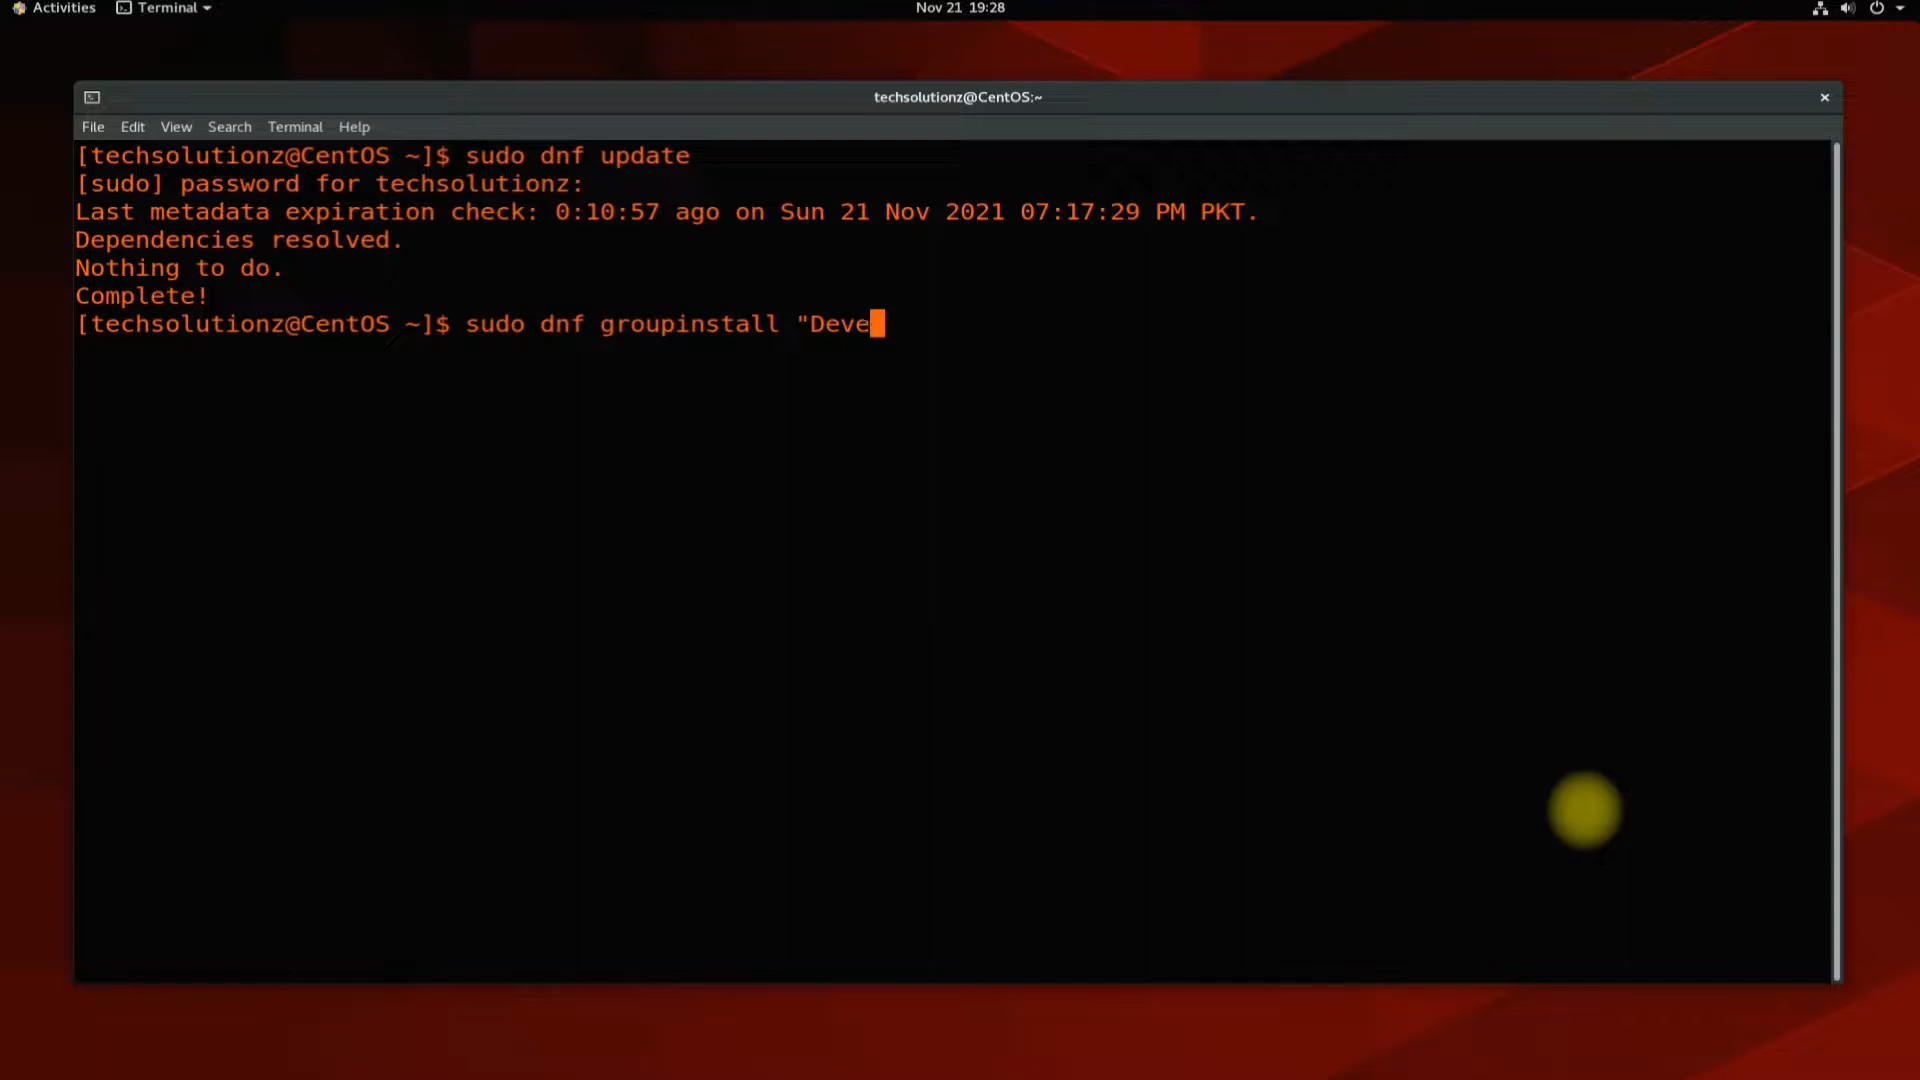 Activities Terminal Nov 21 19:28
techsolutionz@CentOS:~
File Edit View Search Terminal Help
[techsolutionz@CentOS ~]$ sudo dnf update
[sudo] password for techsolutionz:
Last metadata expiration check: 0:10:57 ago on Sun 21 Nov 2021 07:17:29 PM PKT.
Dependencies resolved.
Nothing to do.
Complete!
[techsolutionz@CentOS ~]$ sudo dnf groupinstall "Deve